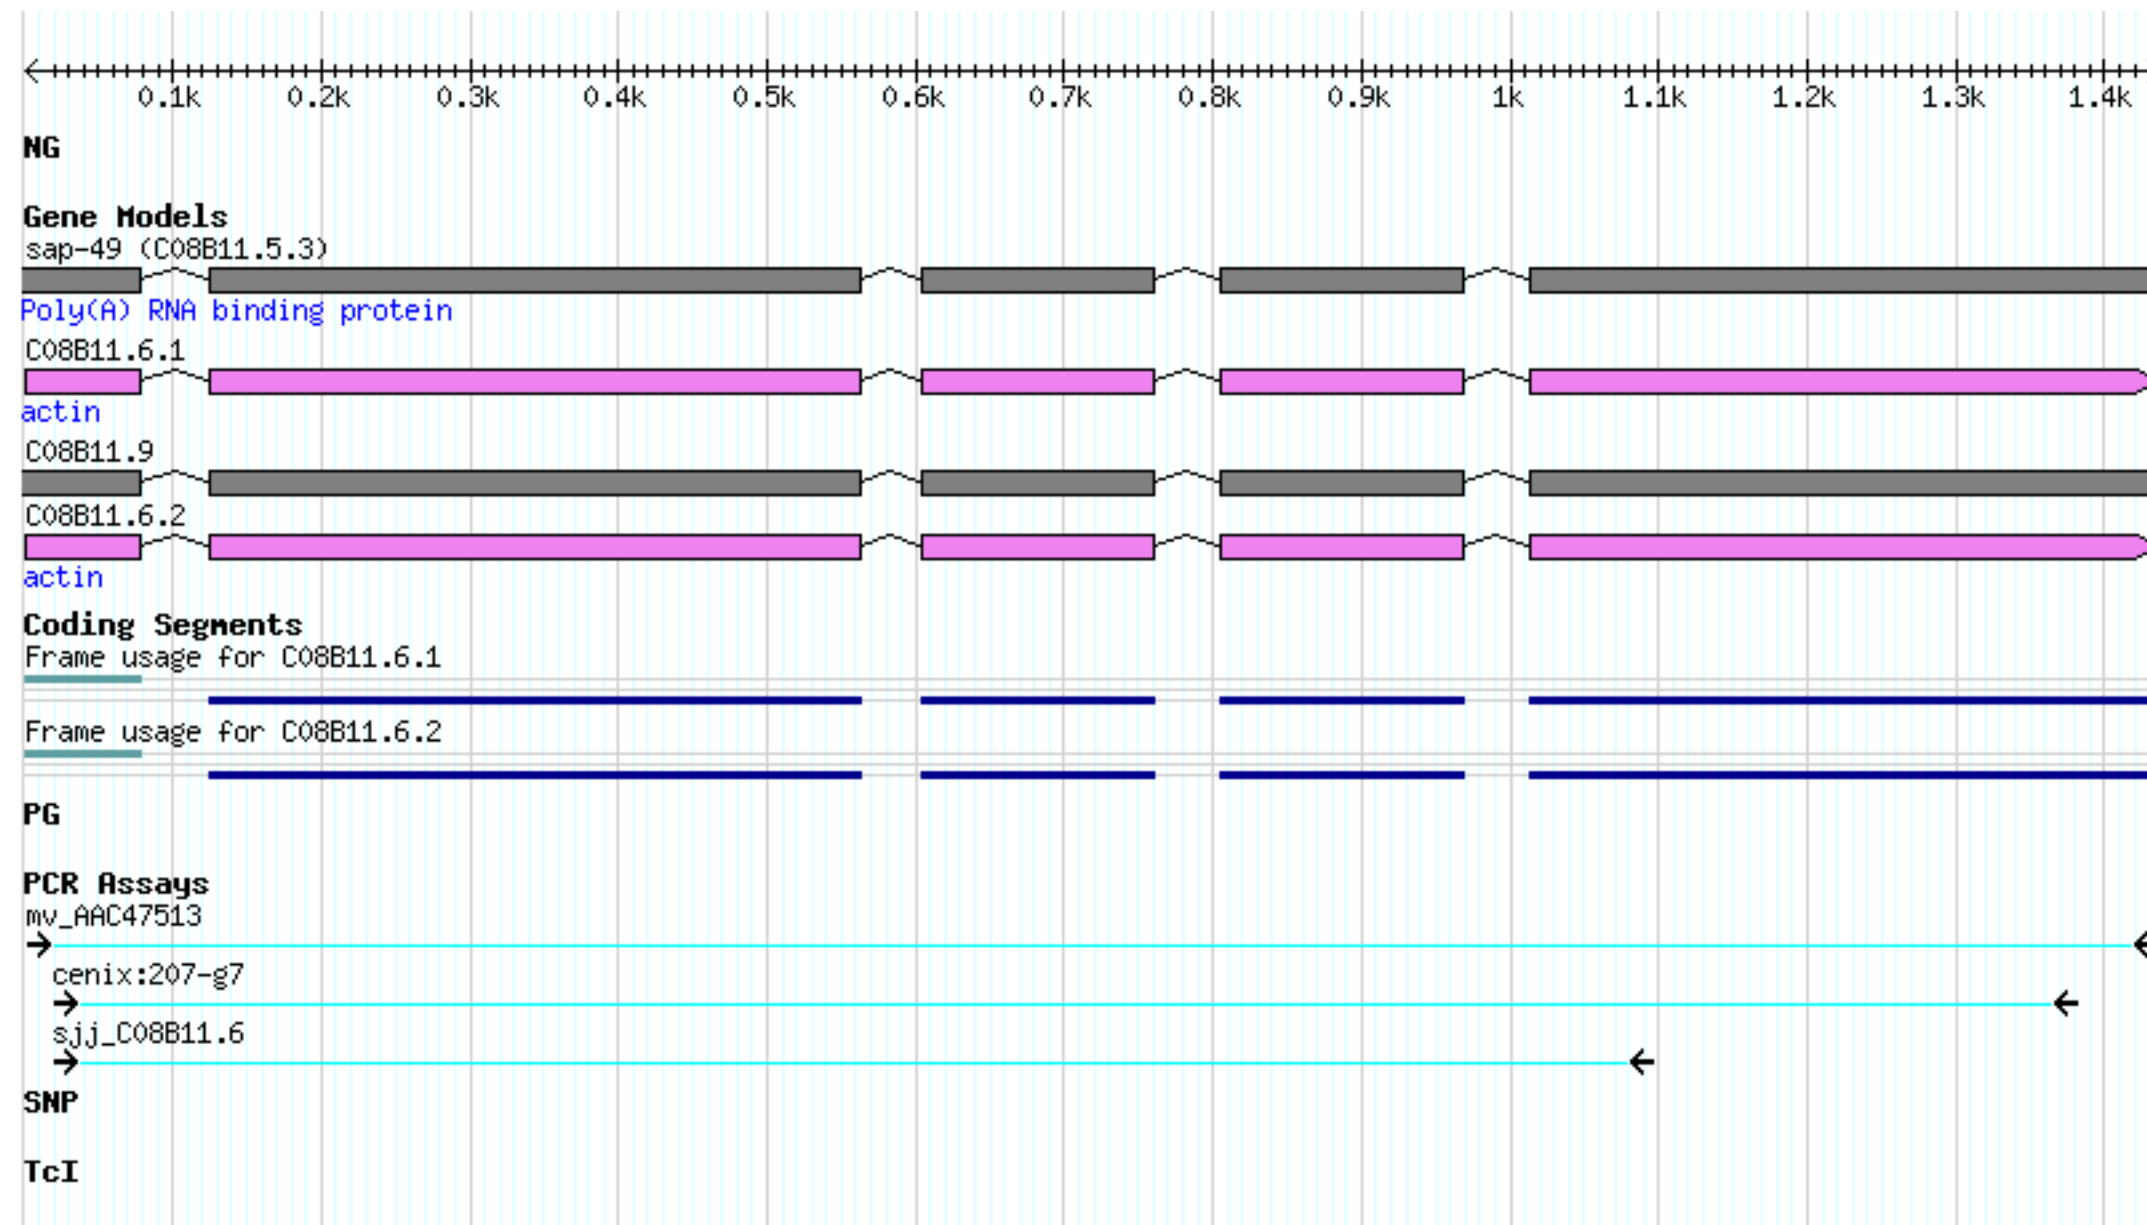 0.1k 0.2k 0.3k 0.4k 0.5k 0.6k 0.7k 0.8k 0.9k 1k 1.1k 1.2k 1.3k 1.4k
NG
Gene Models
sap-49 (C08B11.5.3)
Poly(A) RNA binding protein
C08B11.6.1
actin
C08B11.9
C08B11.6.2
actin
Coding Segments
Frame usage for C08B11.6.1
Frame usage for C08B11.6.2
PG
PCR Assays
mv_AAC47513
cenix:207-g7
sjj_C08B11.6
SNP
TcI